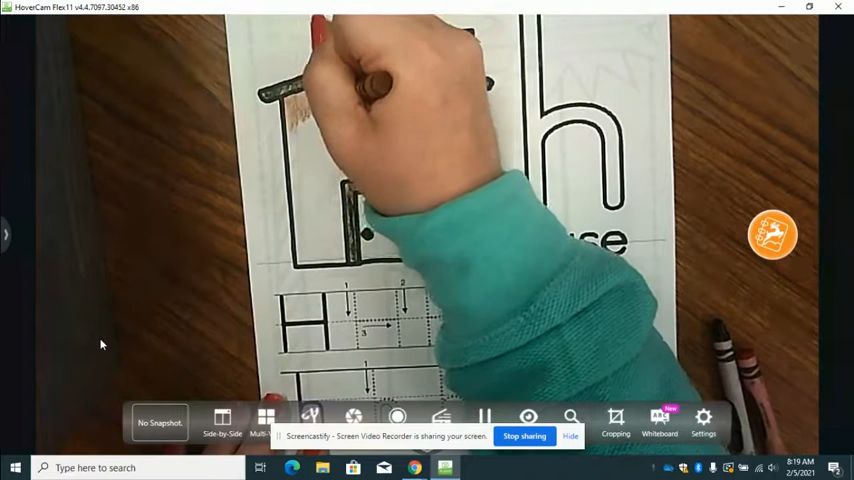 HoverCam Flex11 v4.4.7097.30452 x86
h
use
H
1
2
3
1
No Snapshot.
Side-by-Side
New
Cropping
Whiteboard
Settings
Screencastify - Screen Video Recorder is sharing your screen.
Stop sharing
Hide
Type here to search
8:19 AM
2/5/2021